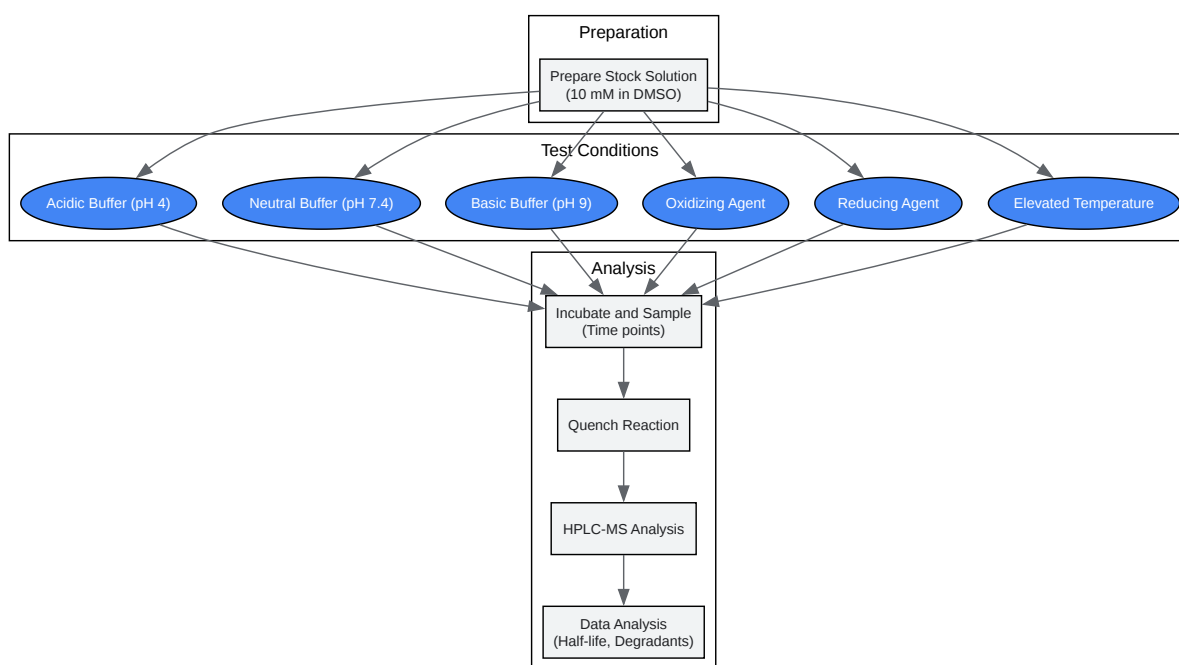 Preparation
Prepare Stock Solution
(10 mM in DMSO)
Test Conditions
Acidic Buffer (pH 4)
Neutral Buffer (pH 7.4)
Basic Buffer (pH 9)
Oxidizing Agent
Reducing Agent
Elevated Temperature
Analysis
Incubate and Sample
(Time points)
Quench Reaction
HPLC-MS Analysis
Data Analysis
(Half-life, Degradants)